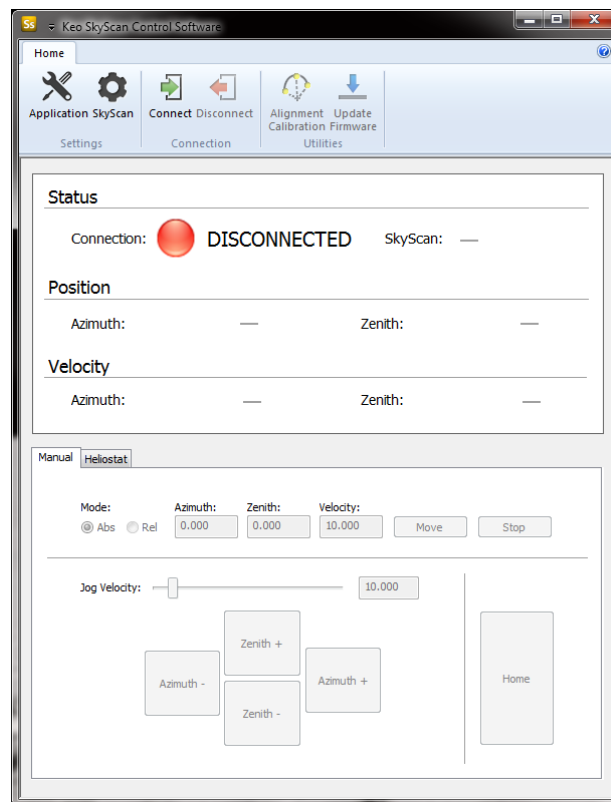 Ss Keo SkyScan Control Software
Home
Application SkyScan Connect Disconnect Alignment Calibration Update Firmware
Settings Connection Utilities
Status
Connection: DISCONNECTED SkyScan: —
Position
Azimuth: — Zenith: —
Velocity
Azimuth: — Zenith: —
Manual Heliostat
Mode: Azimuth: Zenith: Velocity:
Abs Rel 0.000 0.000 10.000 Move Stop
Jog Velocity: 10.000
Zenith +
Azimuth - Azimuth + Home
Zenith -